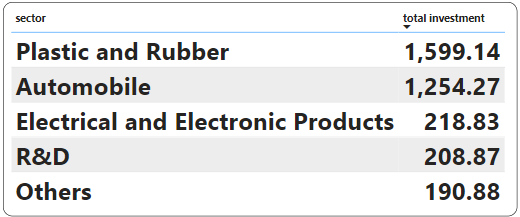 sector total investment
Plastic and Rubber 1,599.14
Automobile 1,254.27
Electrical and Electronic Products 218.83
R&D 208.87
Others 190.88